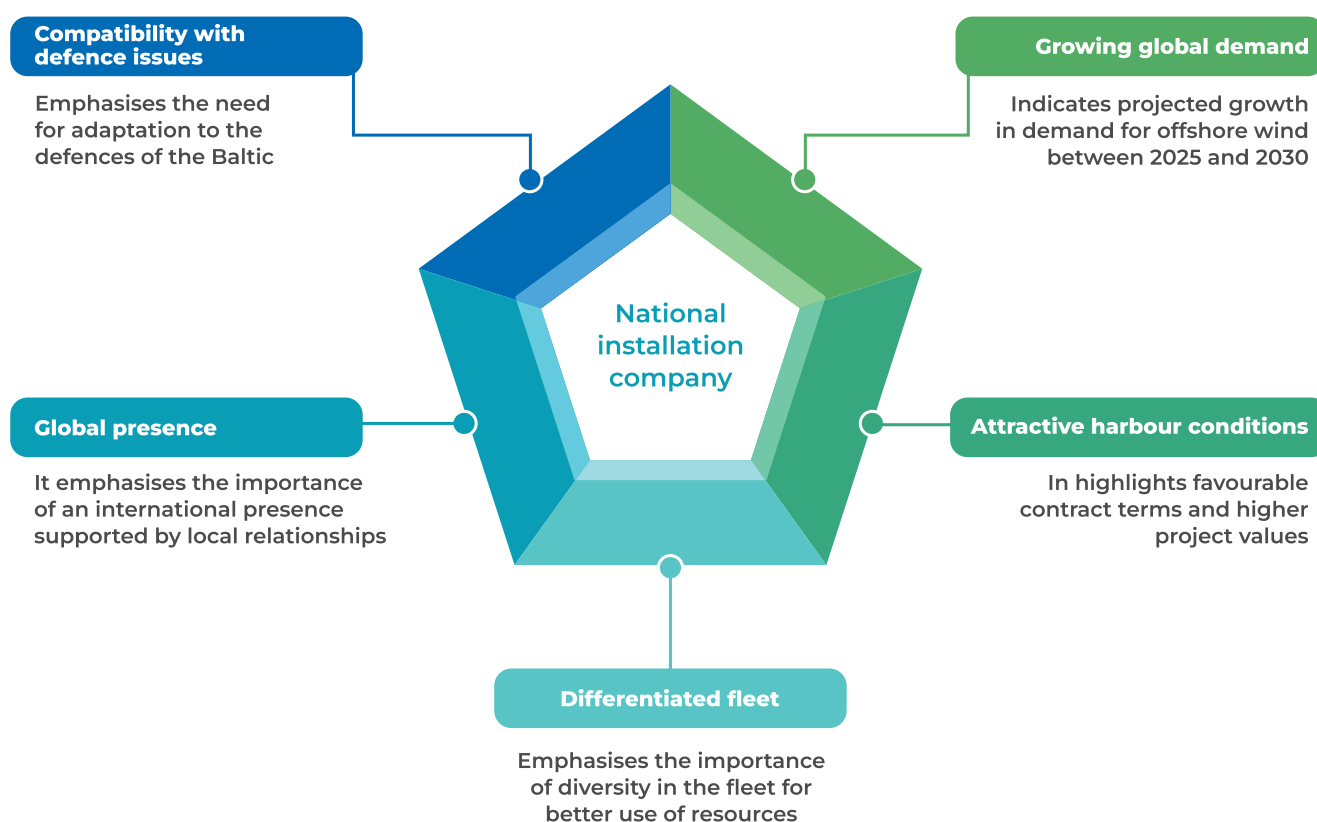 Compatibility with
defence issues
Emphasises the need
for adaptation to the
defences of the Baltic
Growing global demand
Indicates projected growth
in demand for offshore wind
between 2025 and 2030
National
installation
company
Global presence
It emphasises the importance
of an international presence
supported by local relationships
Attractive harbour conditions
In highlights favourable
contract terms and higher
project values
Differentiated fleet
Emphasises the importance
of diversity in the fleet for
better use of resources